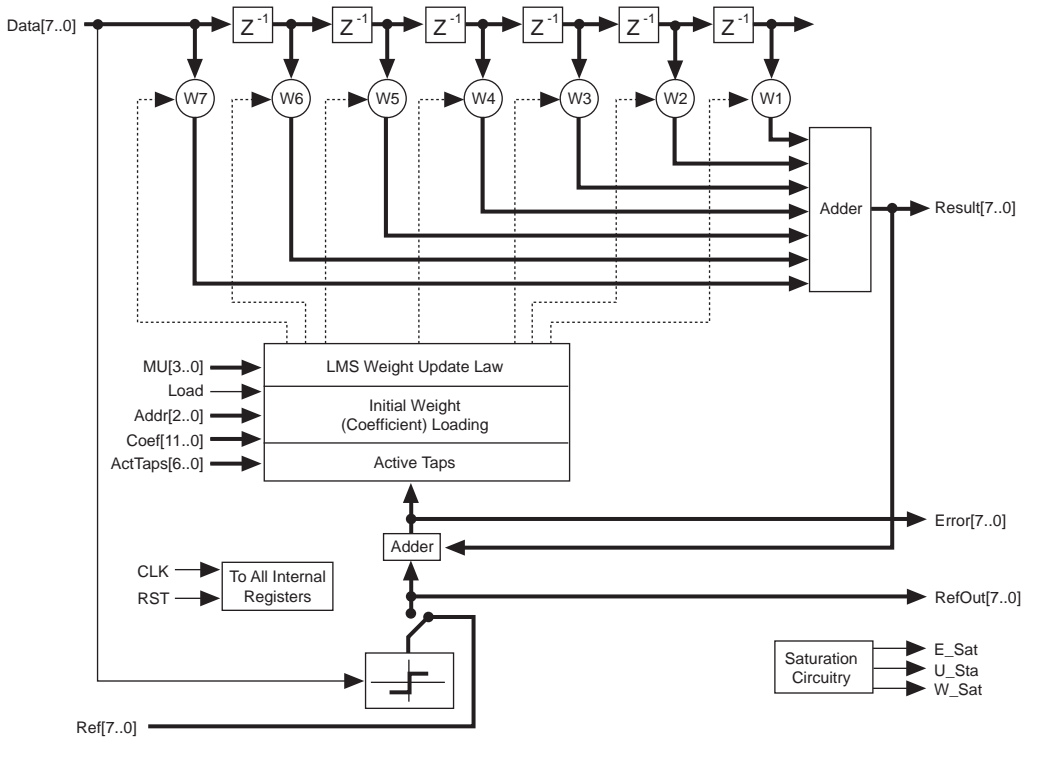 Data[7..0]
Z-1 Z-1 Z-1 Z-1 Z-1 Z-1
W7 W6 W5 W4 W3 W2 W1
Adder
Result[7..0]
MU[3..0]
Load
Addr[2..0]
Coef[11..0]
ActTaps[6..0]
LMS Weight Update Law
Initial Weight
(Coefficient) Loading
Active Taps
Error[7..0]
Adder
CLK
RST
To All Internal
Registers
RefOut[7..0]
Saturation
Circuitry
E_Sat
U_Sta
W_Sat
Ref[7..0]